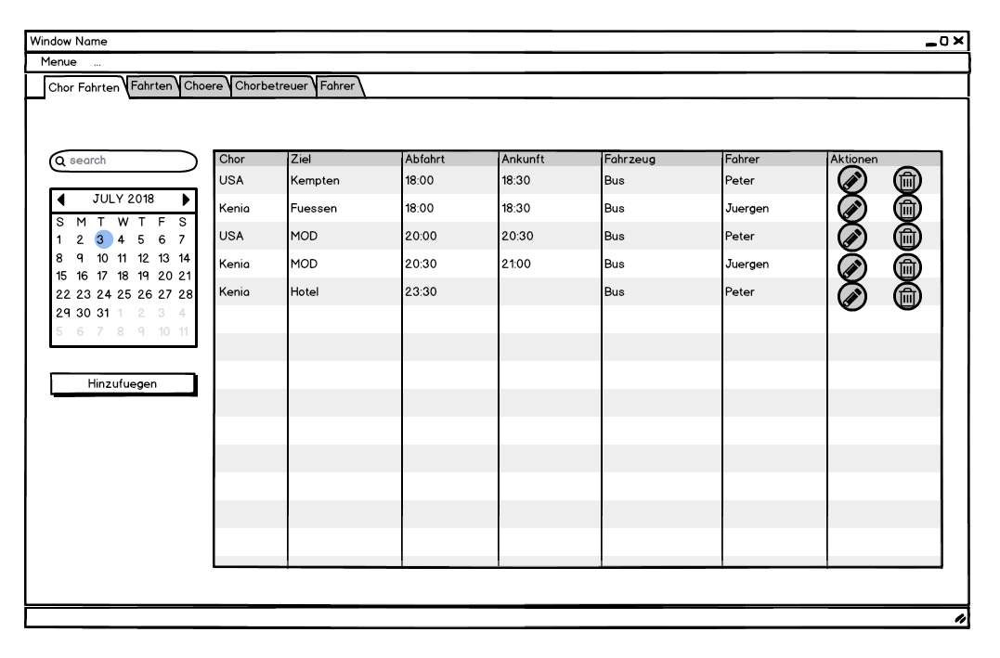 Window Name
Menue ...
Chor Fahrten Fahrten Choere Chorbetreuer Fahrer
search
JULY 2018
S M T W T F S
1 2 3 4 5 6 7
8 9 10 11 12 13 14
15 16 17 18 19 20 21
22 23 24 25 26 27 28
29 30 31 1 2 3 4
5 6 7 8 9 10 11
Hinzufuegen
Chor Ziel Abfahrt Ankunft Fahrzeug Fahrer Aktionen
USA Kempten 18:00 18:30 Bus Peter
Kenia Fuessen 18:00 18:30 Bus Juergen
USA MOD 20:00 20:30 Bus Peter
Kenia MOD 20:30 21:00 Bus Juergen
Kenia Hotel 23:30 Bus Peter